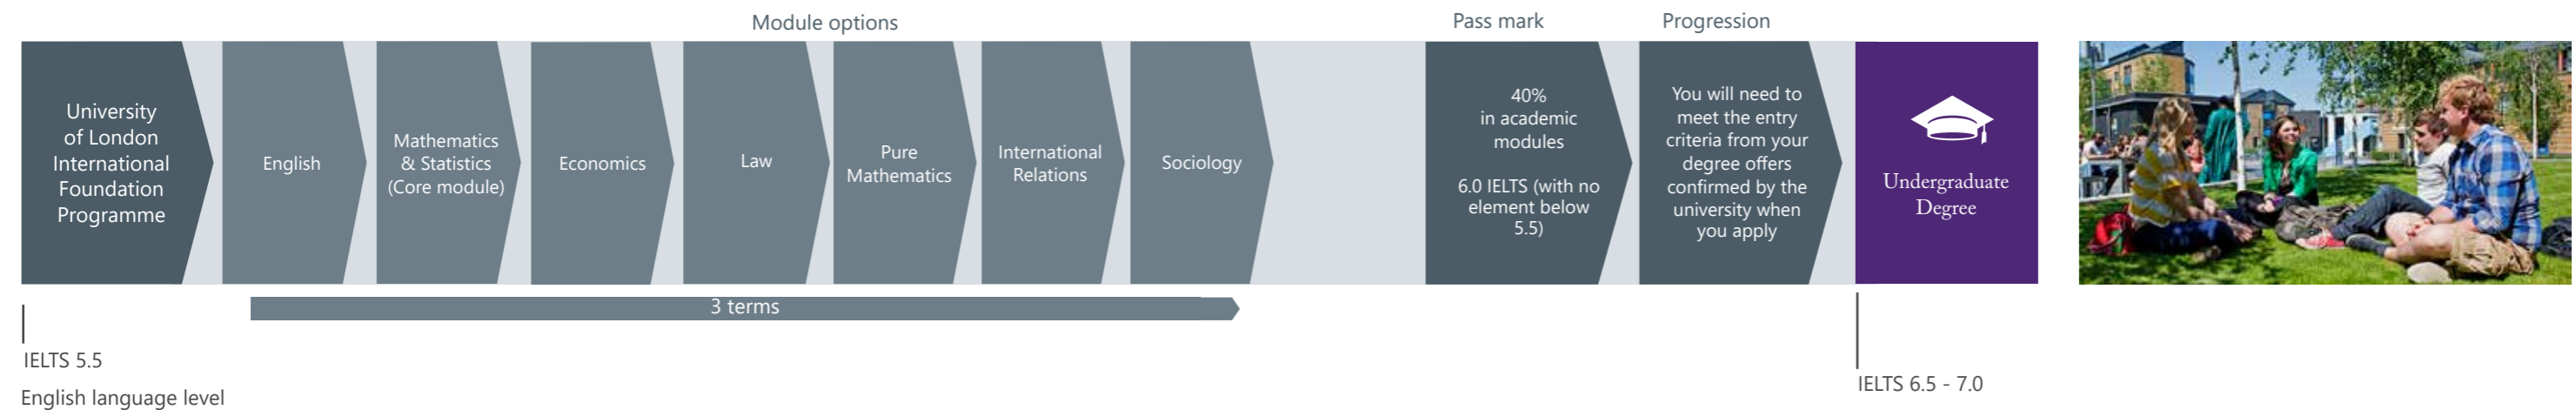 Module options
Pass mark
Progression
University
of London
International
Foundation
Programme
English
Mathematics
& Statistics
(Core module)
Economics
Law
Pure
Mathematics
International
Relations
Sociology
40%
in academic
modules
6.0 IELTS (with no
element below
5.5)
You will need to
meet the entry
criteria from your
degree offers
confirmed by the
university when
you apply
Undergraduate
Degree
3 terms
IELTS 5.5
English language level
IELTS 6.5 - 7.0